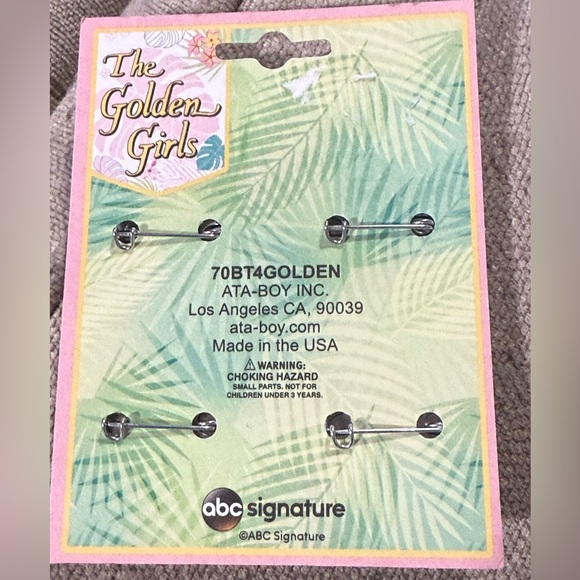 The
Golden
Girls
70BT4GOLDEN
ATA-BOY INC.
Los Angeles CA, 90039
ata-boy.com
Made in the USA
⚠ WARNING:
CHOKING HAZARD
SMALL PARTS. NOT FOR
CHILDREN UNDER 3 YEARS.
abc signature
©ABC Signature